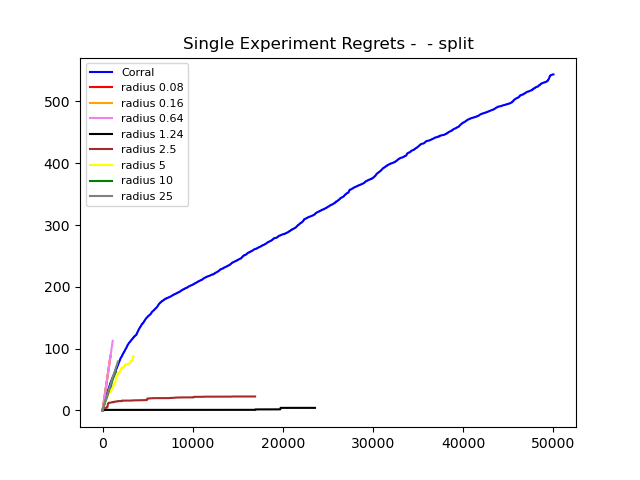 Single Experiment Regrets -  - split
Corral
radius 0.08
radius 0.16
radius 0.64
radius 1.24
radius 2.5
radius 5
radius 10
radius 25
500
400
300
200
100
0
0 10000 20000 30000 40000 50000